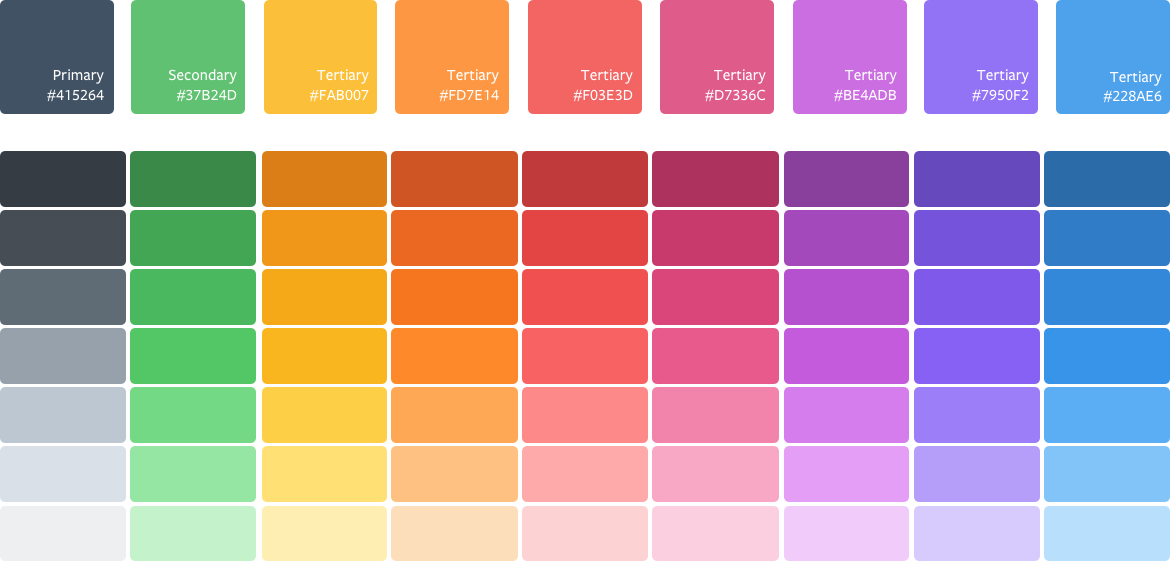 Primary
#415264
Secondary
#37B24D
Tertiary
#FAB007
Tertiary
#FD7E14
Tertiary
#F03E3D
Tertiary
#D7336C
Tertiary
#BE4ADB
Tertiary
#7950F2
Tertiary
#228AE6